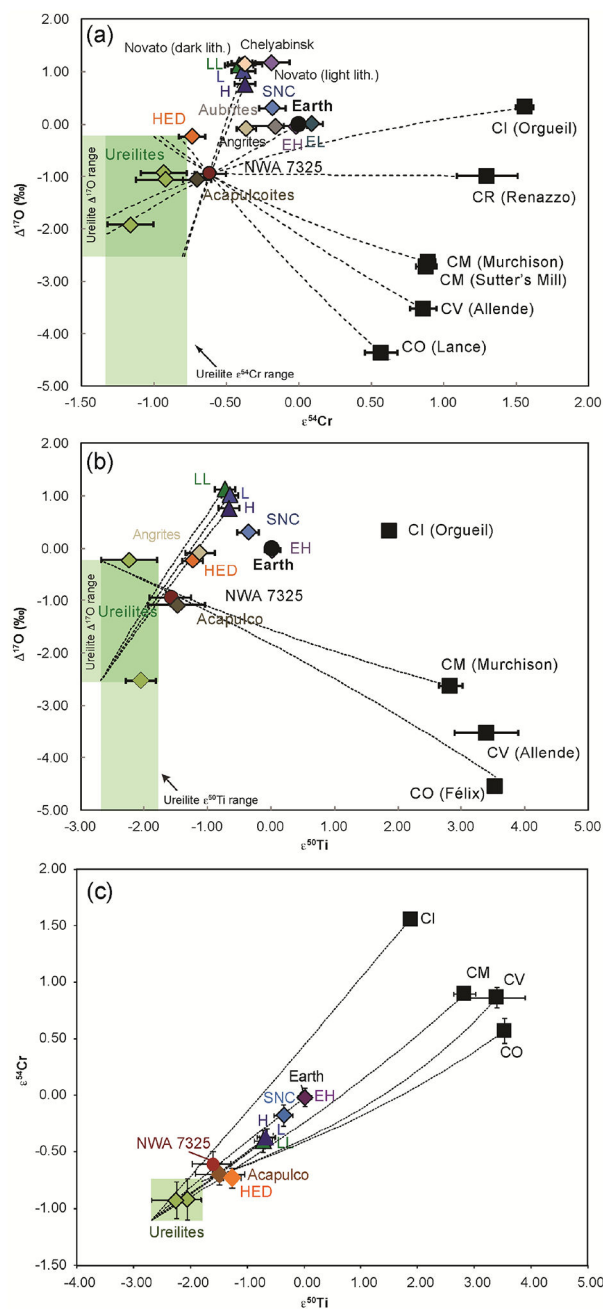 (a)
Novato (dark lith.)
Chelyabinsk
LL
L
H
Novato (light lith.)
SNC
Aubrites
Earth
HED
Angrites
EH
EL
CI (Orgueil)
Ureilites
NWA 7325
CR (Renazzo)
Acapulcoites
CM (Murchison)
CM (Sutter's Mill)
CV (Allende)
CO (Lance)
Ureilite Δ¹⁷O range
Ureilite ε⁵⁴Cr range
Δ¹⁷O (‰)
2.00
1.00
0.00
-1.00
-2.00
-3.00
-4.00
-5.00
-1.50 -1.00 -0.50 0.00 0.50 1.00 1.50 2.00
ε⁵⁴Cr
(b)
LL
L
H
SNC
Angrites
EH
Earth
HED
CI (Orgueil)
Ureilites
NWA 7325
Acapulco
CM (Murchison)
CV (Allende)
CO (Félix)
Ureilite Δ¹⁷O range
Ureilite ε⁵⁰Ti range
Δ¹⁷O (‰)
2.00
1.00
0.00
-1.00
-2.00
-3.00
-4.00
-5.00
-3.00 -2.00 -1.00 0.00 1.00 2.00 3.00 4.00 5.00
ε⁵⁰Ti
(c)
CI
CM
CV
CO
Earth
EH
SNC
H
L
LL
NWA 7325
Acapulco
HED
Ureilites
ε⁵⁴Cr
2.00
1.50
1.00
0.50
0.00
-0.50
-1.00
-1.50
-4.00 -3.00 -2.00 -1.00 0.00 1.00 2.00 3.00 4.00 5.00
ε⁵⁰Ti